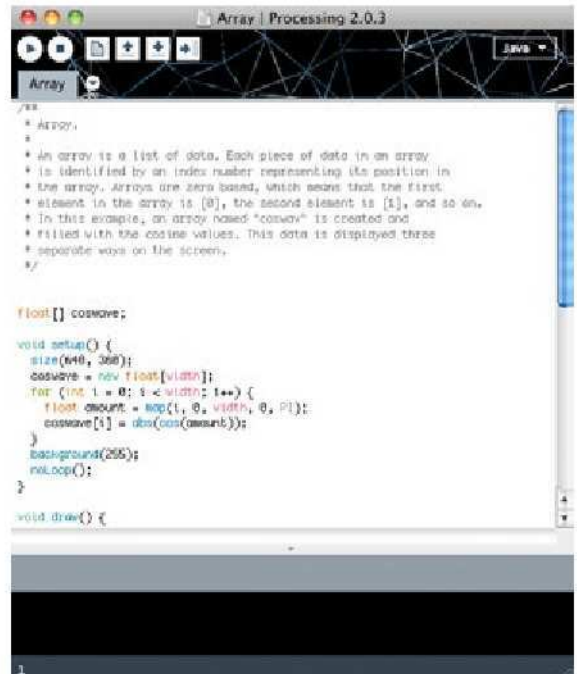 Array | Processing 2.0.3
Java
Array
/**
* Array.
*
* An array is a list of data. Each piece of data in an array
* is identified by an index number representing its position in
* the array. Arrays are zero based, which means that the first
* element in the array is [0], the second element is [1], and so on.
* In this example, an array named "coswav" is created and
* filled with the cosine values. This data is displayed three
* separate ways on the screen.
*/
float[] coswave;
void setup() {
size(640, 360);
coswave = new float[width];
for (int i = 0; i < width; i++) {
float amount = map(i, 0, width, 0, PI);
coswave[i] = abs(cos(amount));
}
background(255);
noLoop();
}
void draw() {
1